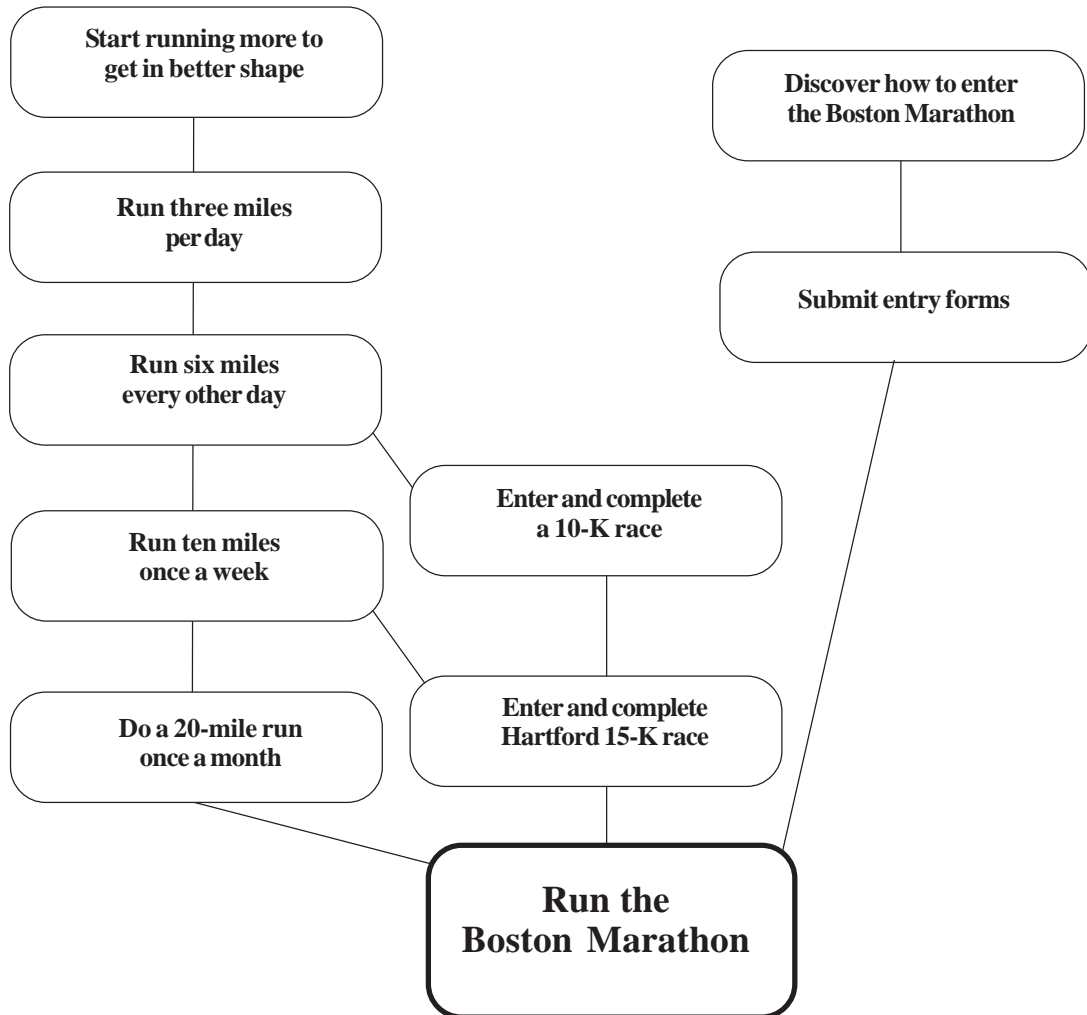 Start running more to
get in better shape
Discover how to enter
the Boston Marathon
Run three miles
per day
Submit entry forms
Run six miles
every other day
Enter and complete
a 10-K race
Run ten miles
once a week
Enter and complete
Hartford 15-K race
Do a 20-mile run
once a month
Run the
Boston Marathon